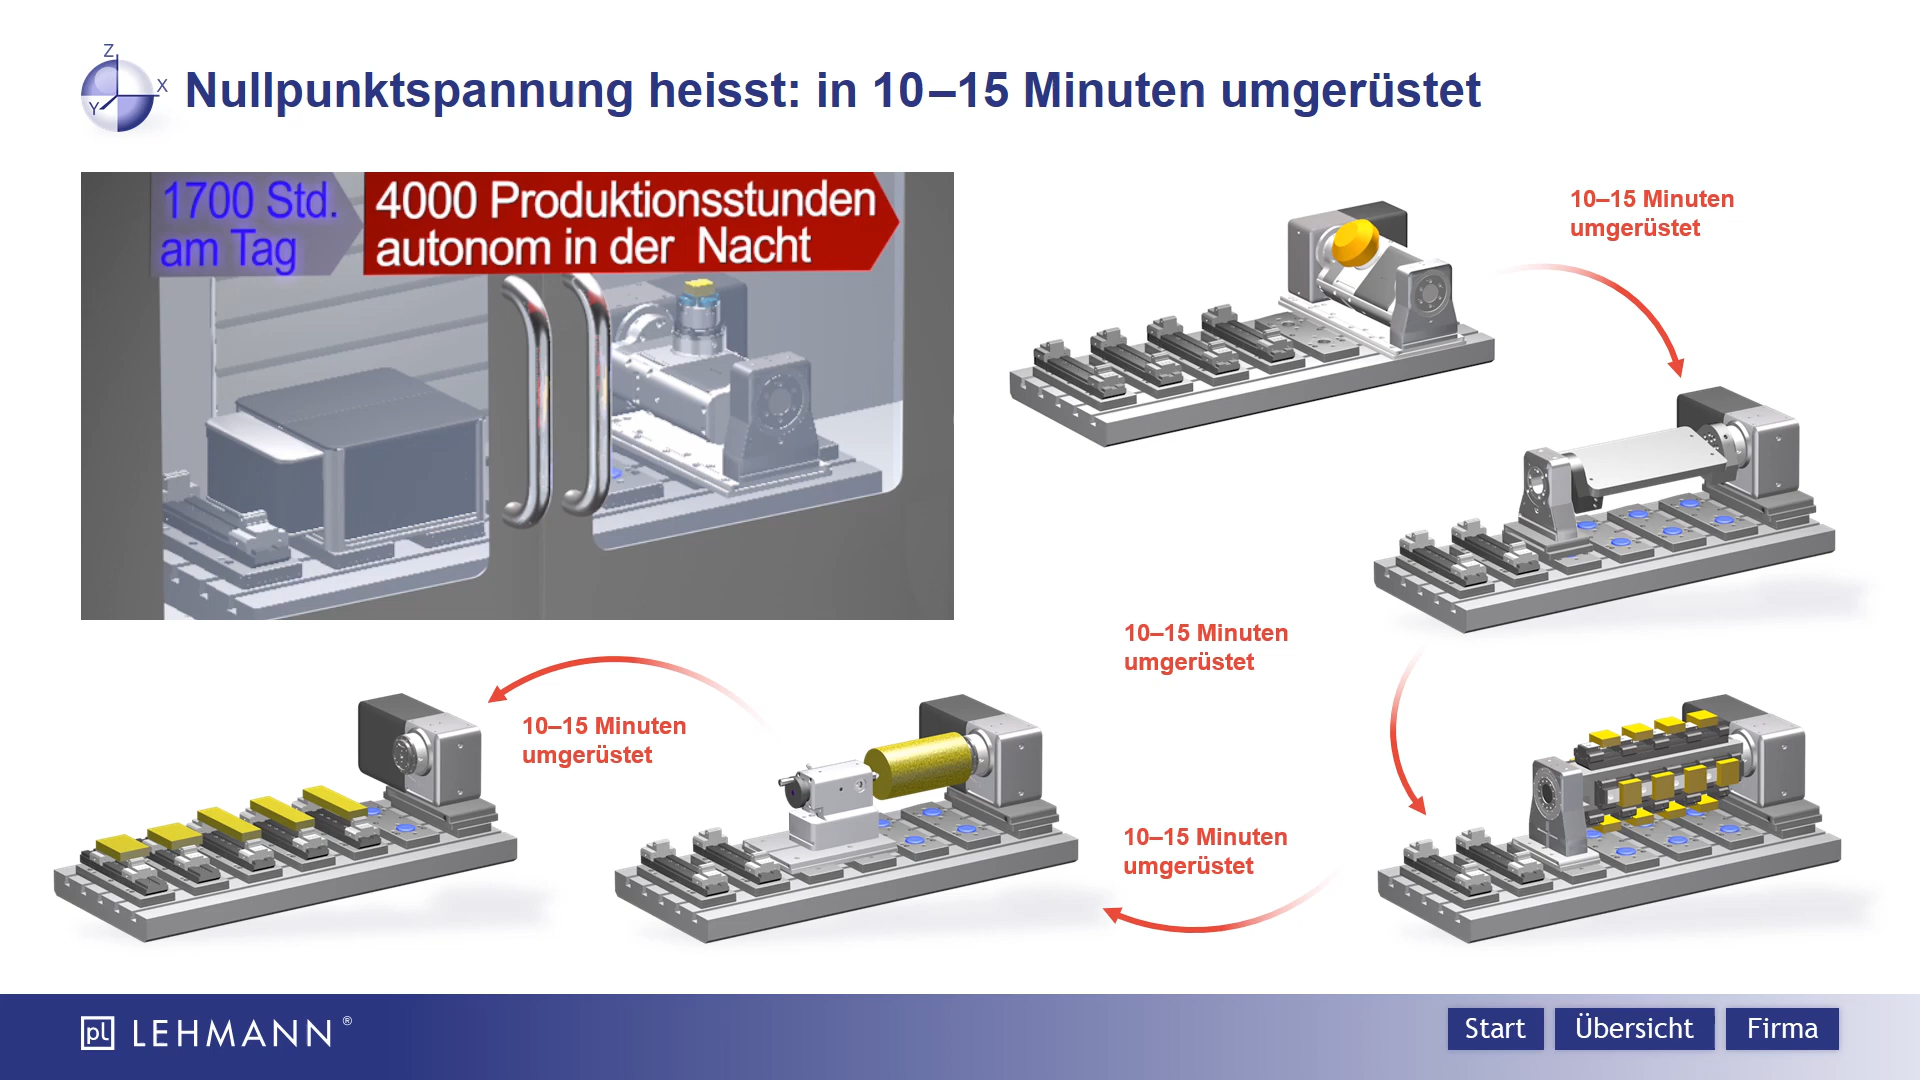 Z
X
Y
Nullpunktspannung heisst: in 10–15 Minuten umgerüstet
1700 Std.
am Tag
4000 Produktionsstunden
autonom in der Nacht
10–15 Minuten
umgerüstet
10–15 Minuten
umgerüstet
10–15 Minuten
umgerüstet
10–15 Minuten
umgerüstet
pl LEHMANN ®
Start
Übersicht
Firma